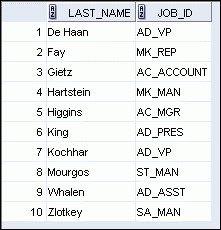 LAST_NAME JOB_ID
1 De Haan AD_VP
2 Fay MK_REP
3 Gietz AC_ACCOUNT
4 Hartstein MK_MAN
5 Higgins AC_MGR
6 King AD_PRES
7 Kochhar AD_VP
8 Mourgos ST_MAN
9 Whalen AD_ASST
10 Zlotkey SA_MAN